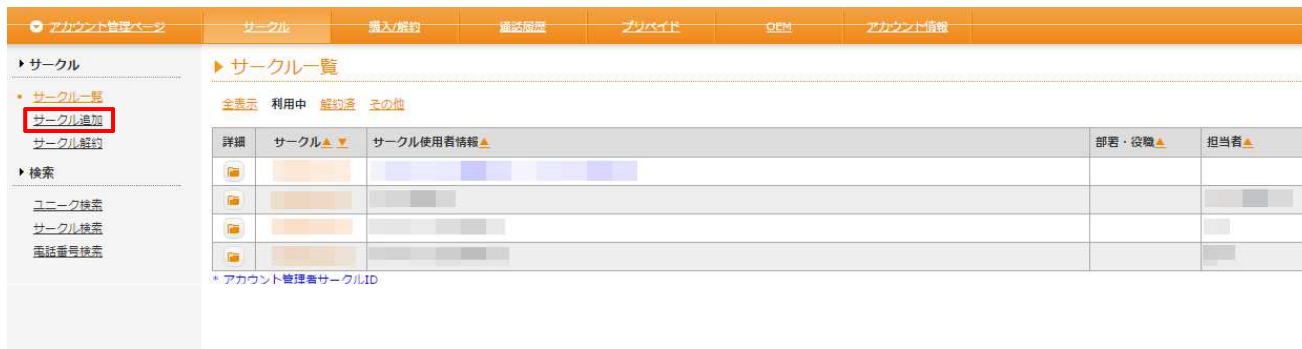 アカウント管理ページ サークル 購入/解約 通話履歴 プリペイド OEM アカウント情報
サークル
サークル一覧
サークル追加
サークル解約
検索
ユニーク検索
サークル検索
電話番号検索
サークル一覧
全表示 利用中 解約済 その他
詳細 サークル▲ ▼ サークル使用者情報▲ 部署・役職▲ 担当者▲
* アカウント管理者サークルID